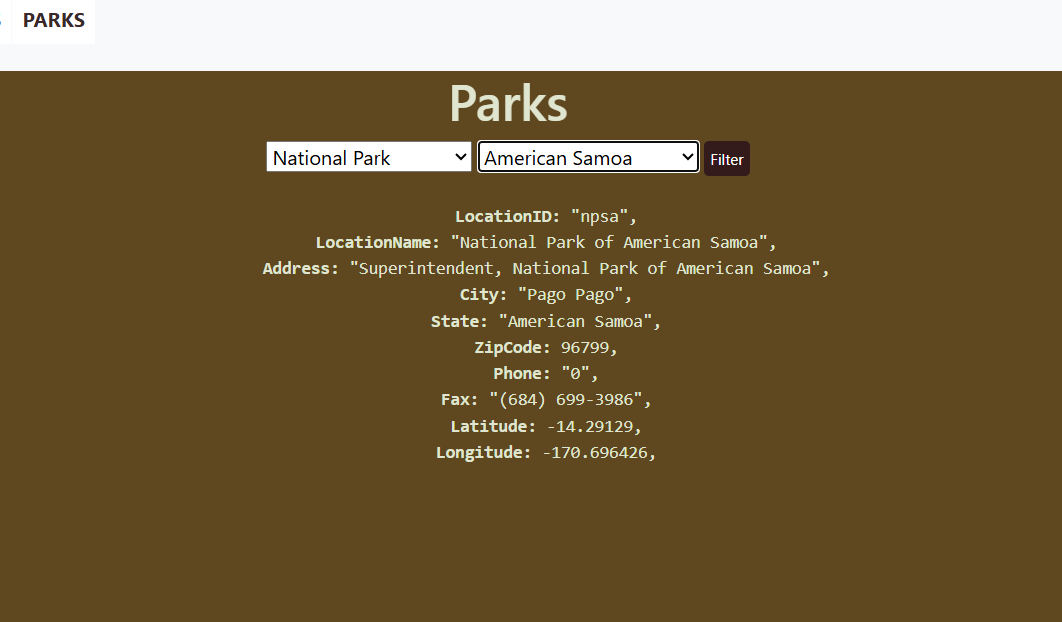 PARKS
Parks
National Park American Samoa Filter
LocationID: "npsa",
LocationName: "National Park of American Samoa",
Address: "Superintendent, National Park of American Samoa",
City: "Pago Pago",
State: "American Samoa",
ZipCode: 96799,
Phone: "0",
Fax: "(684) 699-3986",
Latitude: -14.29129,
Longitude: -170.696426,